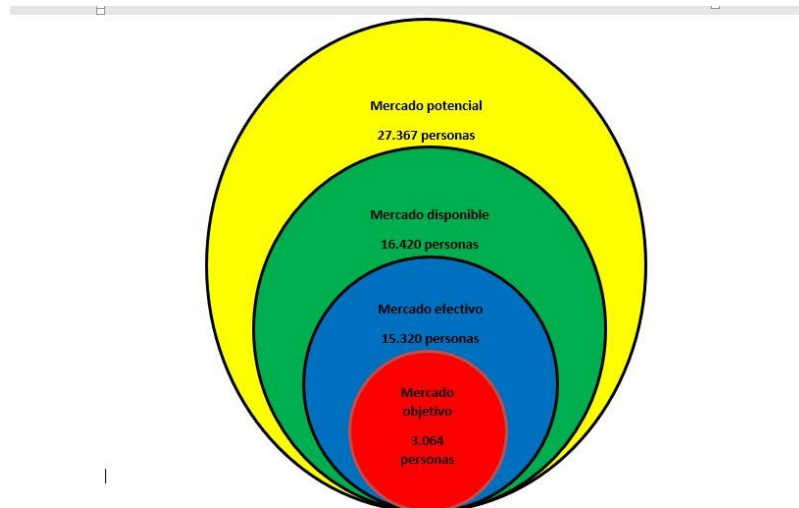 Mercado potencial
27.367 personas
Mercado disponible
16.420 personas
Mercado efectivo
15.320 personas
Mercado
objetivo
3.064
personas